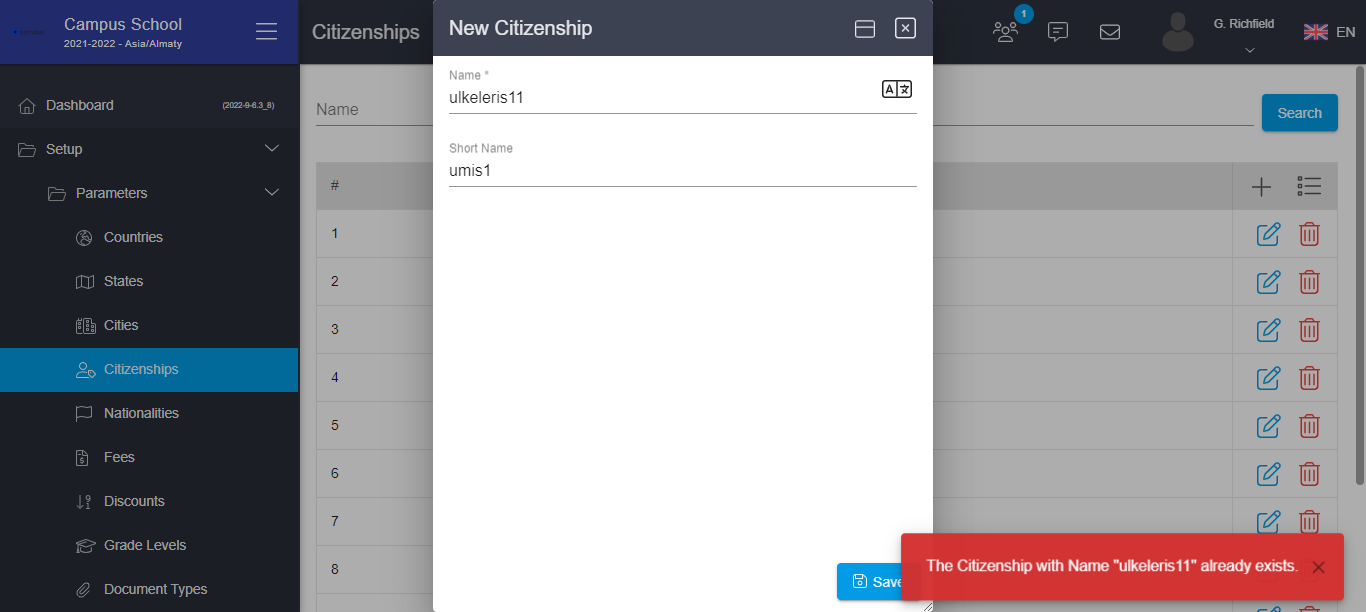 Campus School
2021-2022 - Asia/Almaty
Citizenships
New Citizenship
1
G. Richfield
EN
Dashboard
(2022-9-6.3_8)
Setup
Parameters
Countries
States
Cities
Citizenships
Nationalities
Fees
Discounts
Grade Levels
Document Types
Name
Search
#
1
2
3
4
5
6
7
8
Name *
ulkeleris11
Short Name
umis1
Save
The Citizenship with Name "ulkeleris11" already exists.